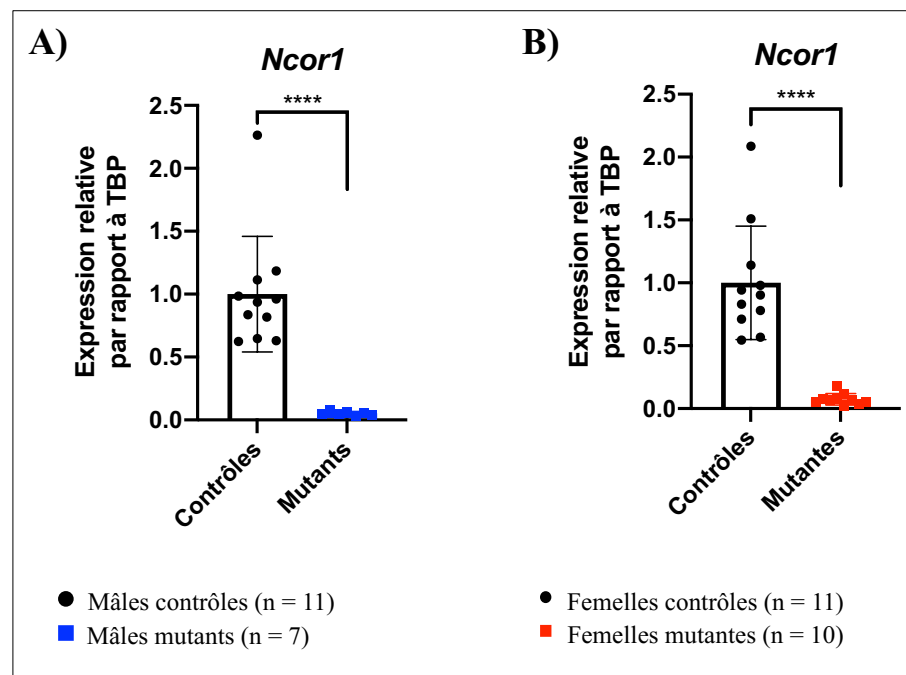 A)
Ncor1
****
Expression relative
par rapport à TBP
2.5
2.0
1.5
1.0
0.5
0.0
Contrôles
Mutants
Mâles contrôles (n = 11)
Mâles mutants (n = 7)
B)
Ncor1
****
Expression relative
par rapport à TBP
2.5
2.0
1.5
1.0
0.5
0.0
Contrôles
Mutantes
Femelles contrôles (n = 11)
Femelles mutantes (n = 10)